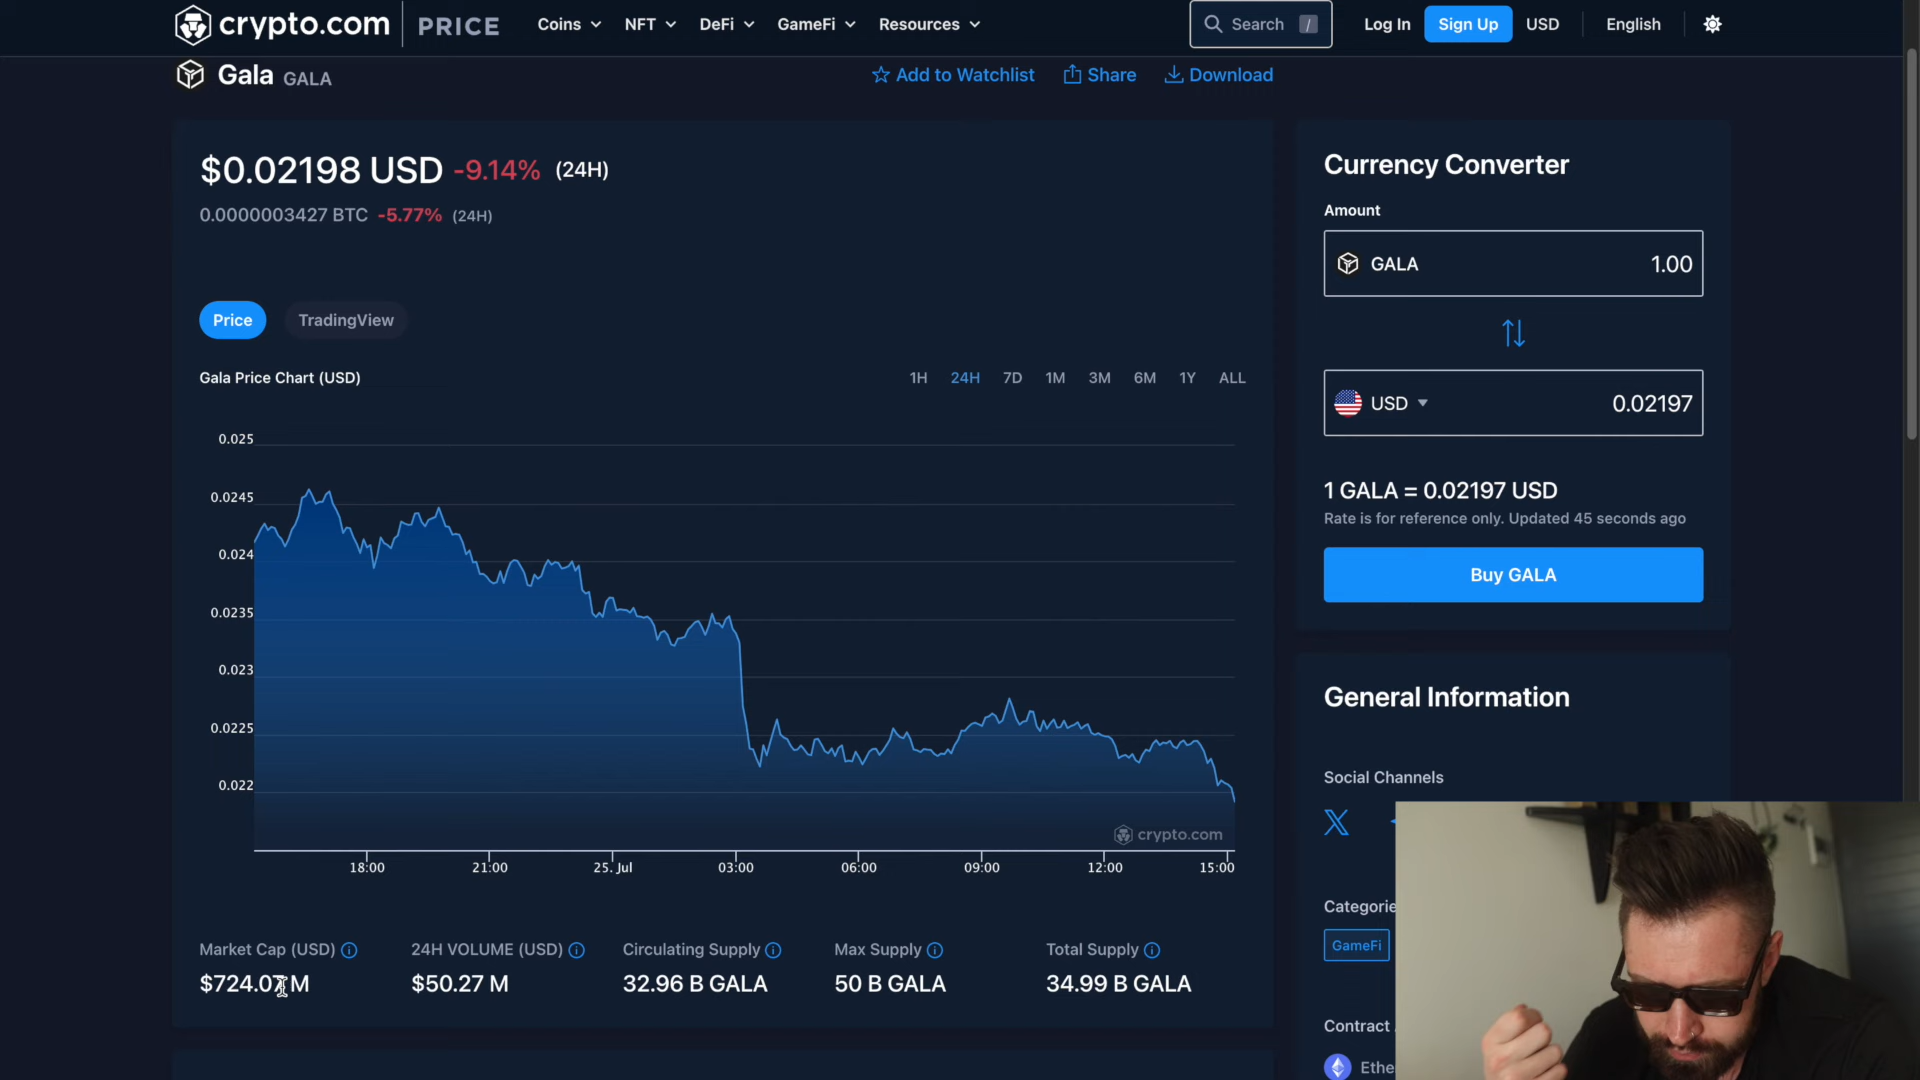 crypto.com PRICE Coins NFT DeFi GameFi Resources Search / Log In Sign Up USD English
Gala GALA Add to Watchlist Share Download
$0.02198 USD -9.14% (24H)
0.0000003427 BTC -5.77% (24H)
Price TradingView
Gala Price Chart (USD) 1H 24H 7D 1M 3M 6M 1Y ALL
0.025
0.0245
0.024
0.0235
0.023
0.0225
0.022
crypto.com
18:00 21:00 25. Jul 03:00 06:00 09:00 12:00 15:00
Market Cap (USD) 24H VOLUME (USD) Circulating Supply Max Supply Total Supply
$724.07 M $50.27 M 32.96 B GALA 50 B GALA 34.99 B GALA
Currency Converter
Amount
GALA 1.00
USD 0.02197
1 GALA = 0.02197 USD
Rate is for reference only. Updated 45 seconds ago
Buy GALA
General Information
Social Channels
Categorie
GameFi
Contract
Ethe